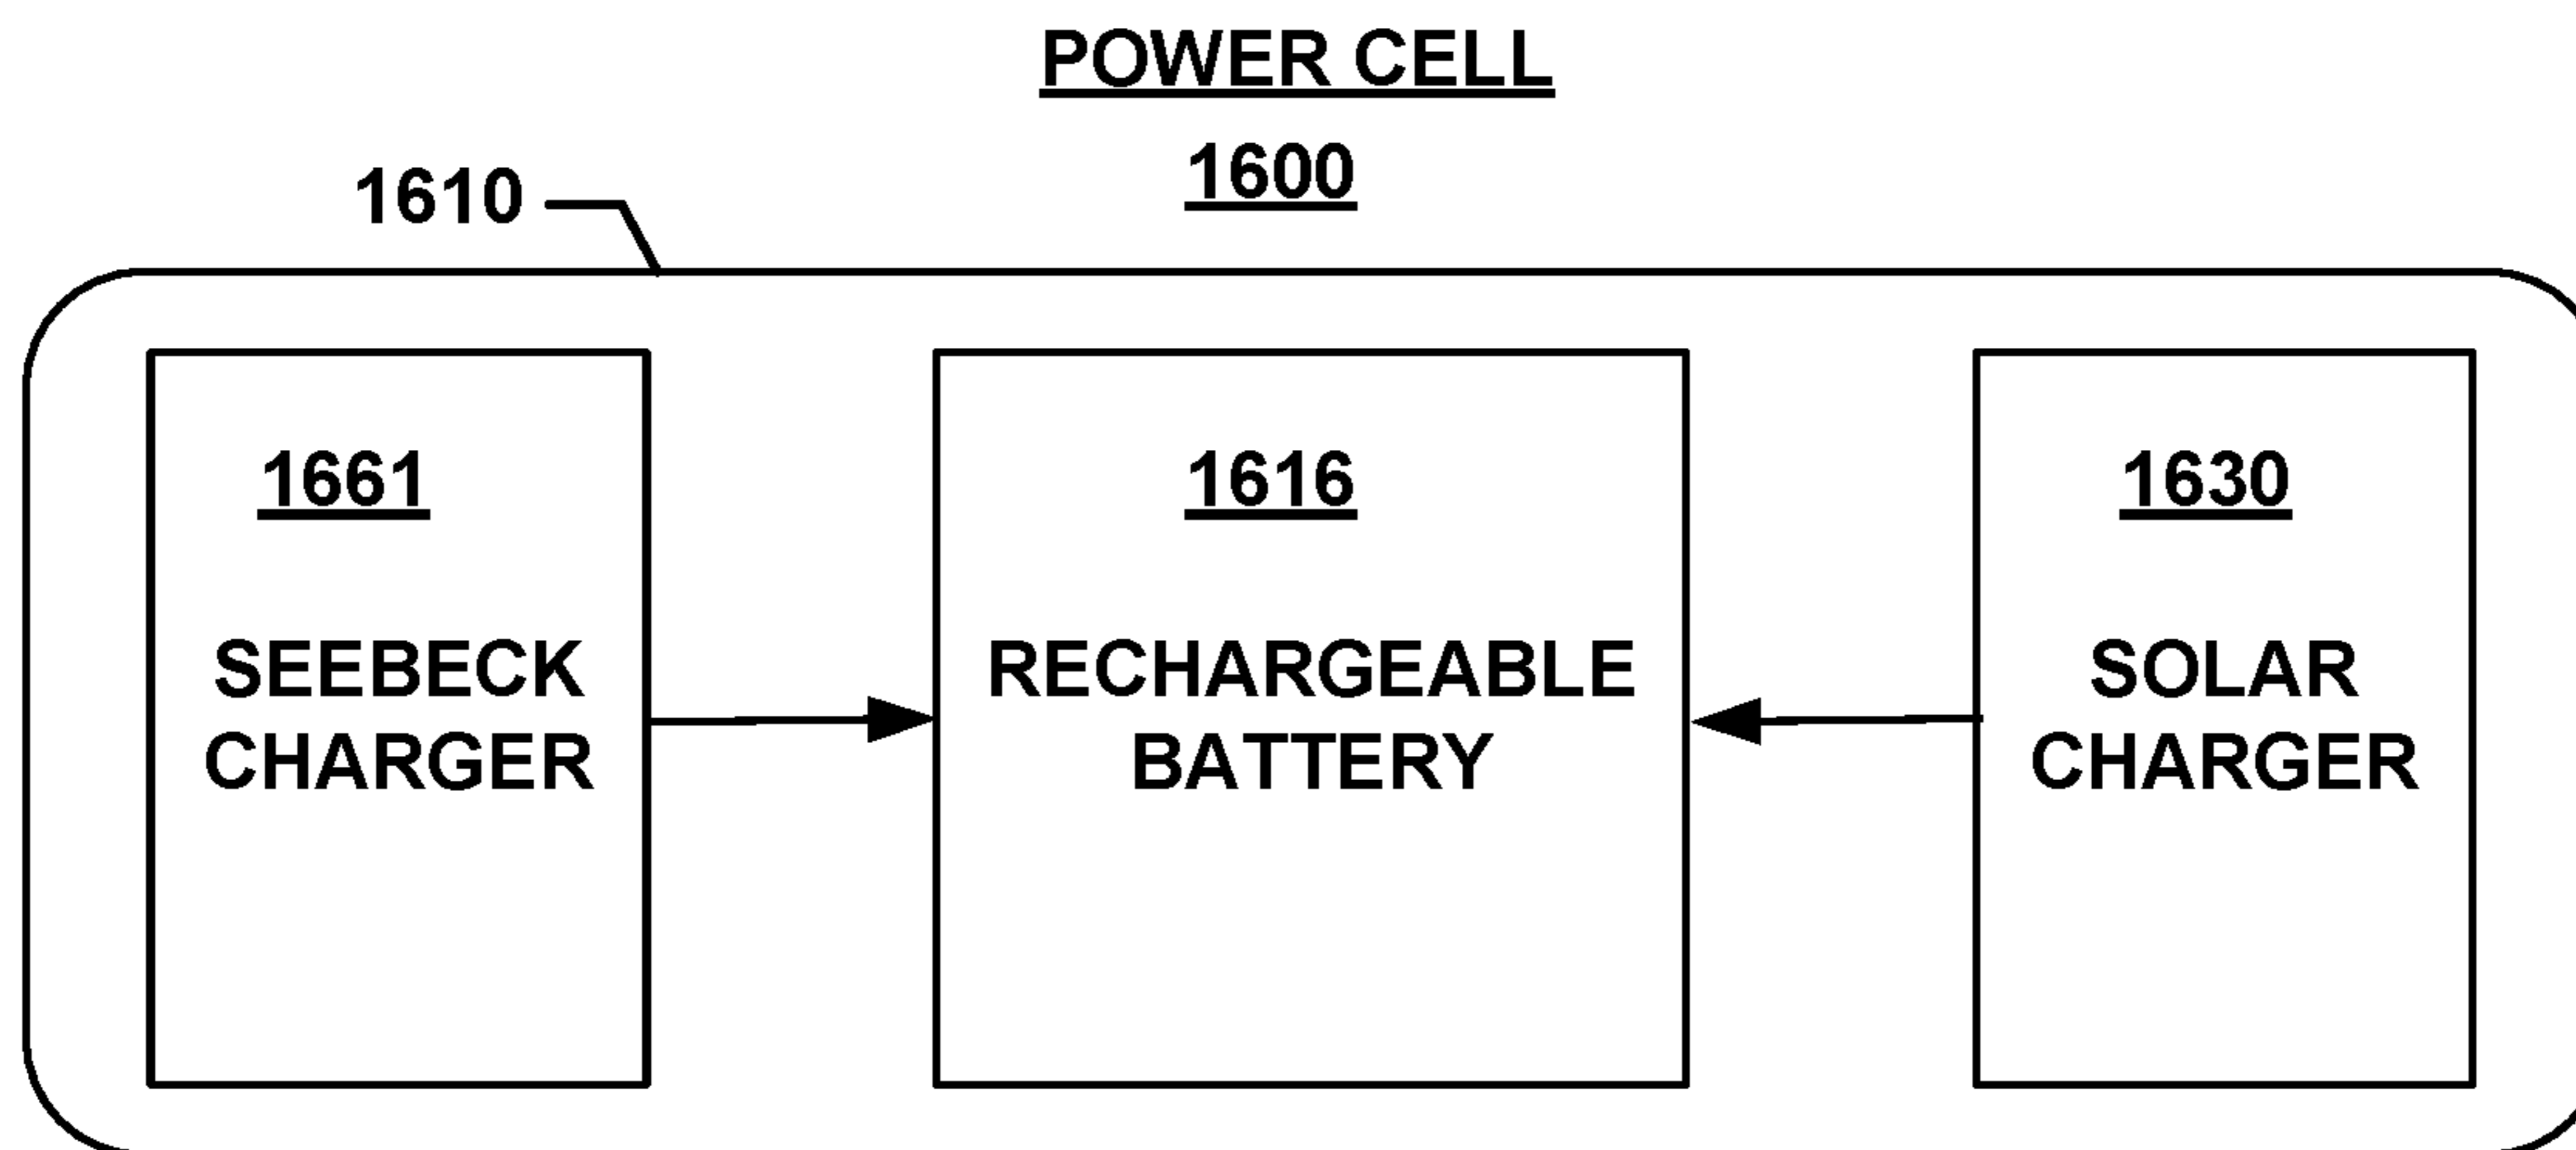 POWER CELL
1600
1610
1661
SEEBECK
CHARGER
1616
RECHARGEABLE
BATTERY
1630
SOLAR
CHARGER